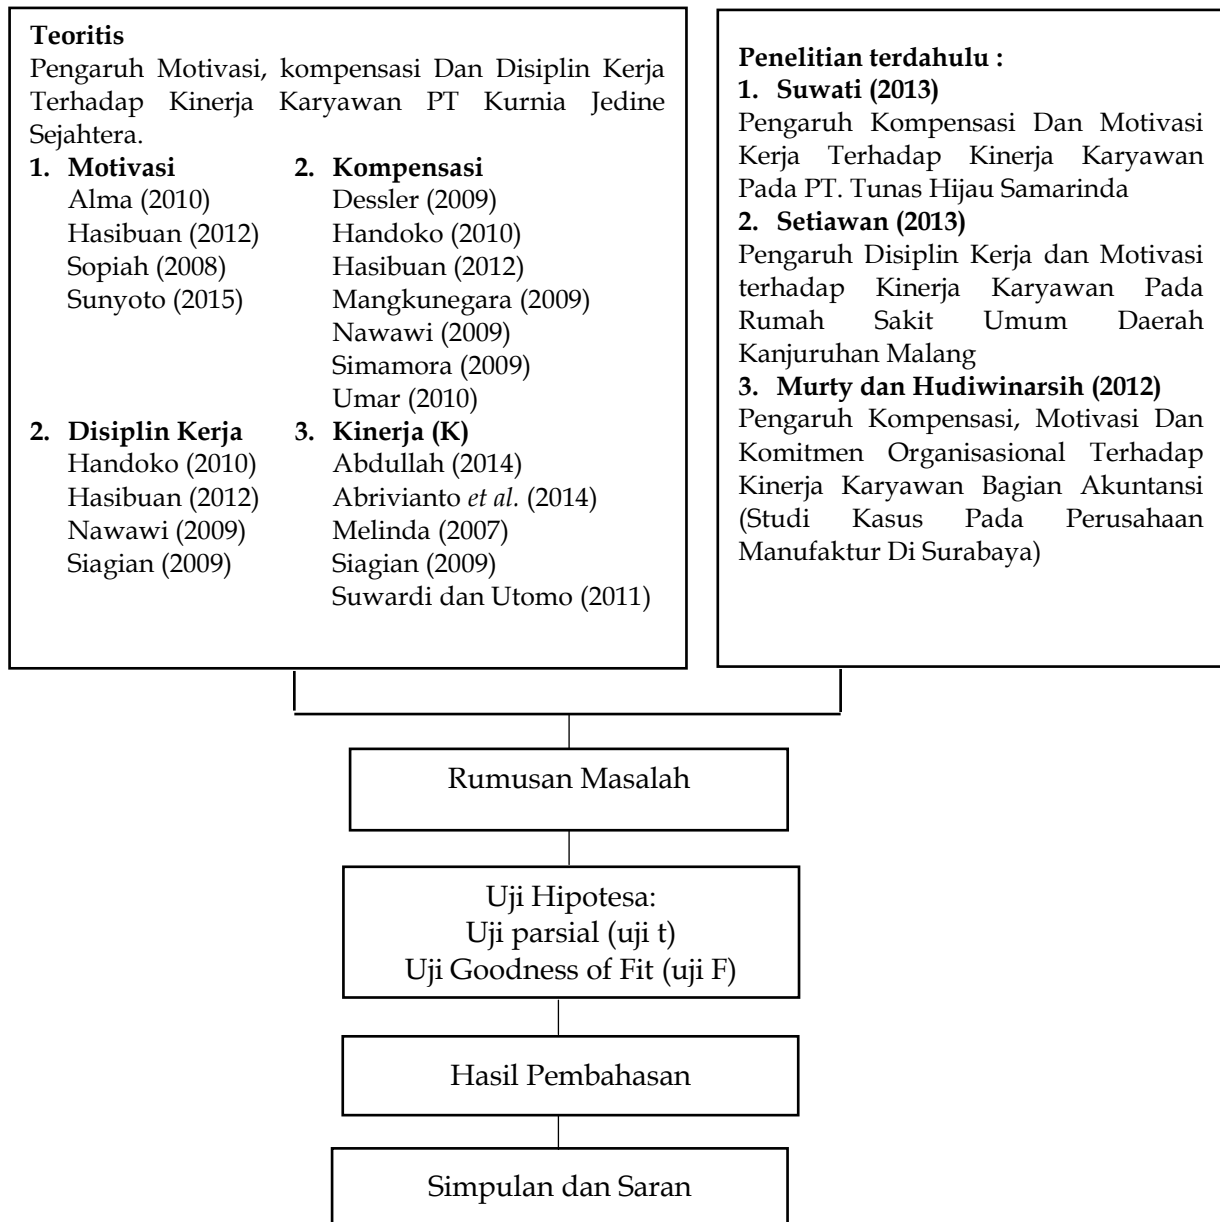 Teoritis
Pengaruh Motivasi, kompensasi Dan Disiplin Kerja
Terhadap Kinerja Karyawan PT Kurnia Jedine
Sejahtera.
1. Motivasi
Alma (2010)
Hasibuan (2012)
Sopiah (2008)
Sunyoto (2015)
2. Kompensasi
Dessler (2009)
Handoko (2010)
Hasibuan (2012)
Mangkunegara (2009)
Nawawi (2009)
Simamora (2009)
Umar (2010)
2. Disiplin Kerja
Handoko (2010)
Hasibuan (2012)
Nawawi (2009)
Siagian (2009)
3. Kinerja (K)
Abdullah (2014)
Abrivianto et al. (2014)
Melinda (2007)
Siagian (2009)
Suwardi dan Utomo (2011)
Penelitian terdahulu :
1. Suwati (2013)
Pengaruh Kompensasi Dan Motivasi
Kerja Terhadap Kinerja Karyawan
Pada PT. Tunas Hijau Samarinda
2. Setiawan (2013)
Pengaruh Disiplin Kerja dan Motivasi
terhadap Kinerja Karyawan Pada
Rumah Sakit Umum Daerah
Kanjuruhan Malang
3. Murty dan Hudiwinarsih (2012)
Pengaruh Kompensasi, Motivasi Dan
Komitmen Organisasional Terhadap
Kinerja Karyawan Bagian Akuntansi
(Studi Kasus Pada Perusahaan
Manufaktur Di Surabaya)
Rumusan Masalah
Uji Hipotesa:
Uji parsial (uji t)
Uji Goodness of Fit (uji F)
Hasil Pembahasan
Simpulan dan Saran